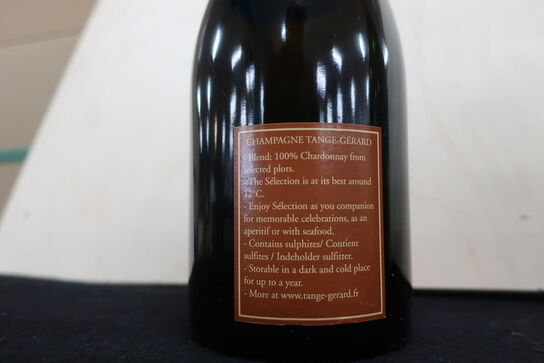 CHAMPAGNE TANGE-GÉRARD
- Blend: 100% Chardonnay from
selected plots.
- The Sélection is at its best around
12°C.
- Enjoy Sélection as you companion
for memorable celebrations, as an
aperitif or with seafood.
- Contains sulphites/ Contient
sulfites / Indeholder sulfitter.
- Storable in a dark and cold place
for up to a year.
- More at www.tange-gerard.fr